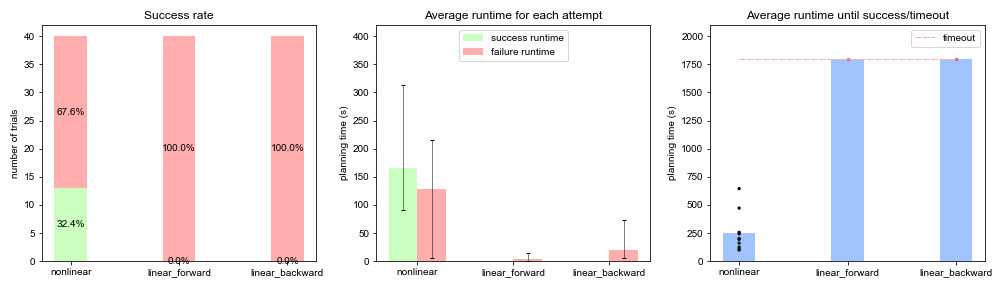 Success rate
number of trials
40
35
30
25
20
15
10
5
0
67.6%
32.4%
100.0%
0.0%
100.0%
0.0%
nonlinear
linear_forward
linear_backward
Average runtime for each attempt
planning time (s)
400
350
300
250
200
150
100
50
0
success runtime
failure runtime
nonlinear
linear_forward
linear_backward
Average runtime until success/timeout
planning time (s)
2000
1750
1500
1250
1000
750
500
250
0
timeout
nonlinear
linear_forward
linear_backward